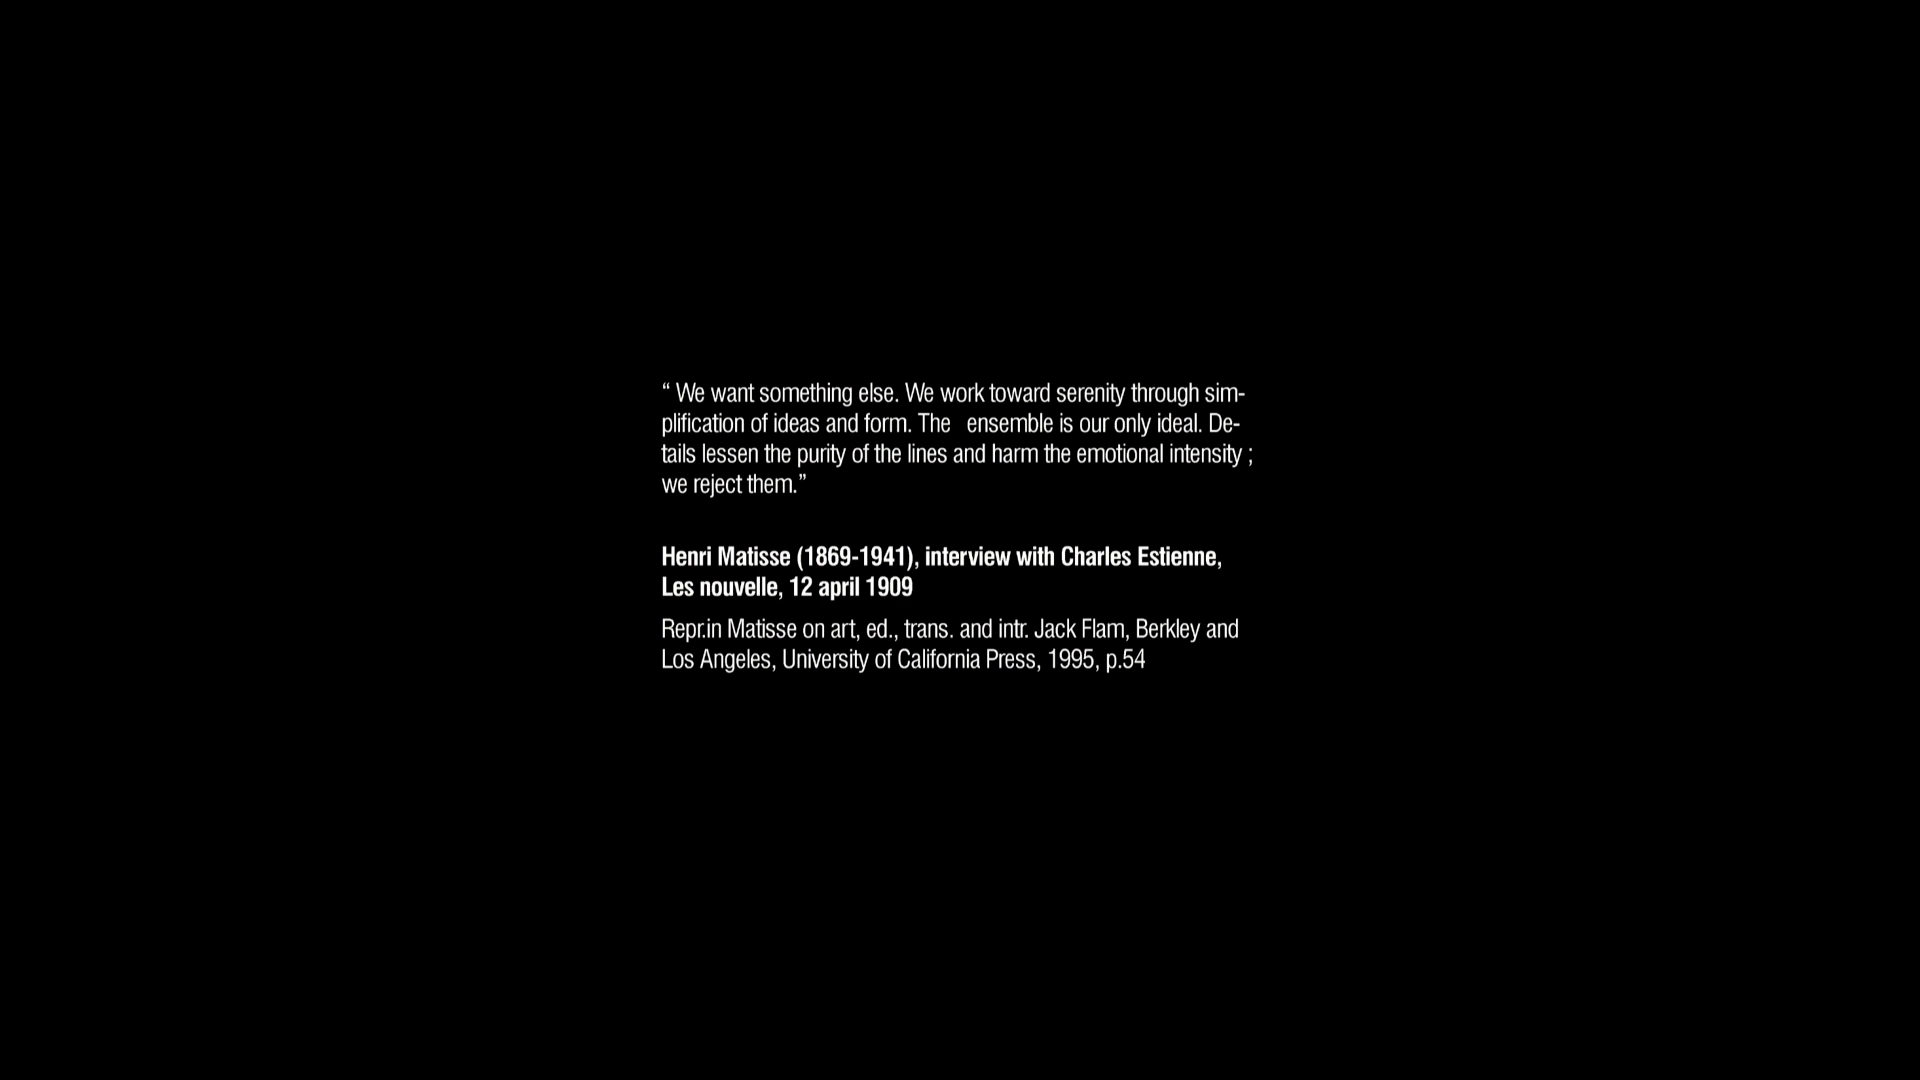 “ We want something else. We work toward serenity through sim-
plification of ideas and form. The   ensemble is our only ideal. De-
tails lessen the purity of the lines and harm the emotional intensity ;
we reject them.”
Henri Matisse (1869-1941), interview with Charles Estienne,
Les nouvelle, 12 april 1909
Repr.in Matisse on art, ed., trans. and intr. Jack Flam, Berkley and
Los Angeles, University of California Press, 1995, p.54